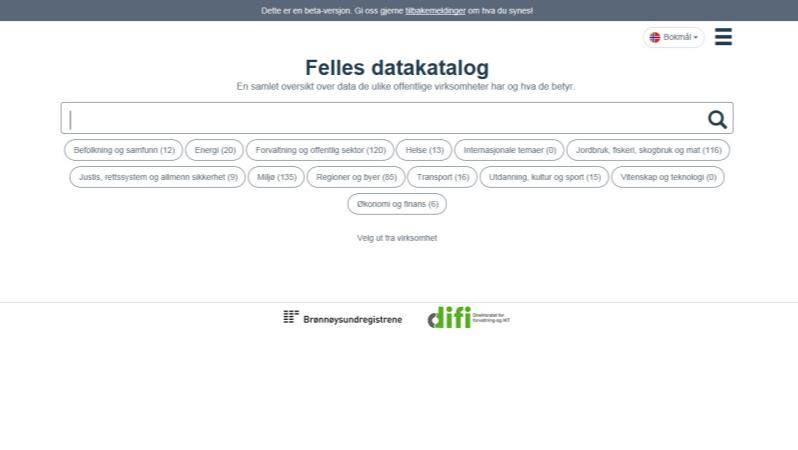 Dette er en beta-versjon. Gi oss gjerne tilbakemeldinger om hva du synes!
Bokmål
Felles datakatalog
En samlet oversikt over data de ulike offentlige virksomheter har og hva de betyr.
Befolkning og samfunn (12) Energi (20) Forvaltning og offentlig sektor (120) Helse (13) Internasjonale temaer (0) Jordbruk, fiskeri, skogbruk og mat (116)
Justis, rettssystem og allmenn sikkerhet (9) Miljø (135) Regioner og byer (85) Transport (16) Utdanning, kultur og sport (15) Vitenskap og teknologi (0)
Økonomi og finans (6)
Velg ut fra virksomhet
Brønnøysundregistrene difi Direktoratet for
forvaltning og IKT